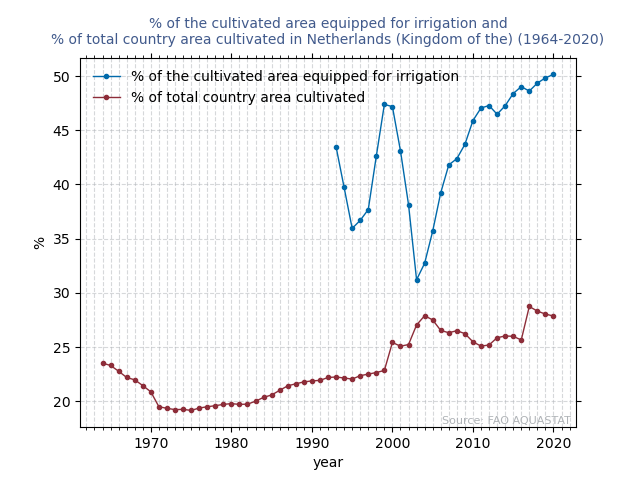 % of the cultivated area equipped for irrigation and
% of total country area cultivated in Netherlands (Kingdom of the) (1964-2020)
% of the cultivated area equipped for irrigation
% of total country area cultivated
50
45
40
35
30
25
20
%
Source: FAO AQUASTAT
1970 1980 1990 2000 2010 2020
year